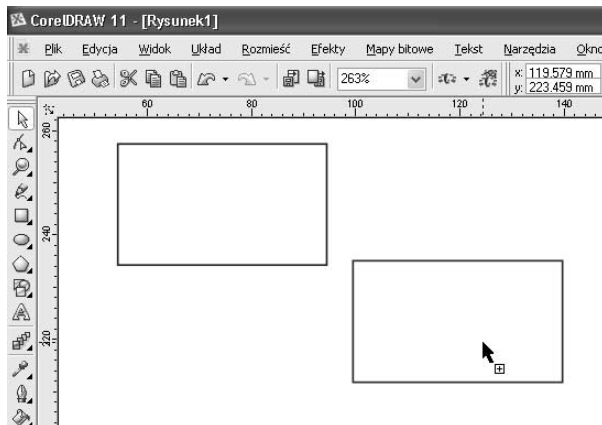 CorelDRAW 11 - [Rysunek1]
Plik Edycja Widok Układ Rozmieść Efekty Mapy bitowe Tekst Narzędzia Okno
263% x: 119.579 mm
y: 223.459 mm
60 80 100 120 140
260
240
220